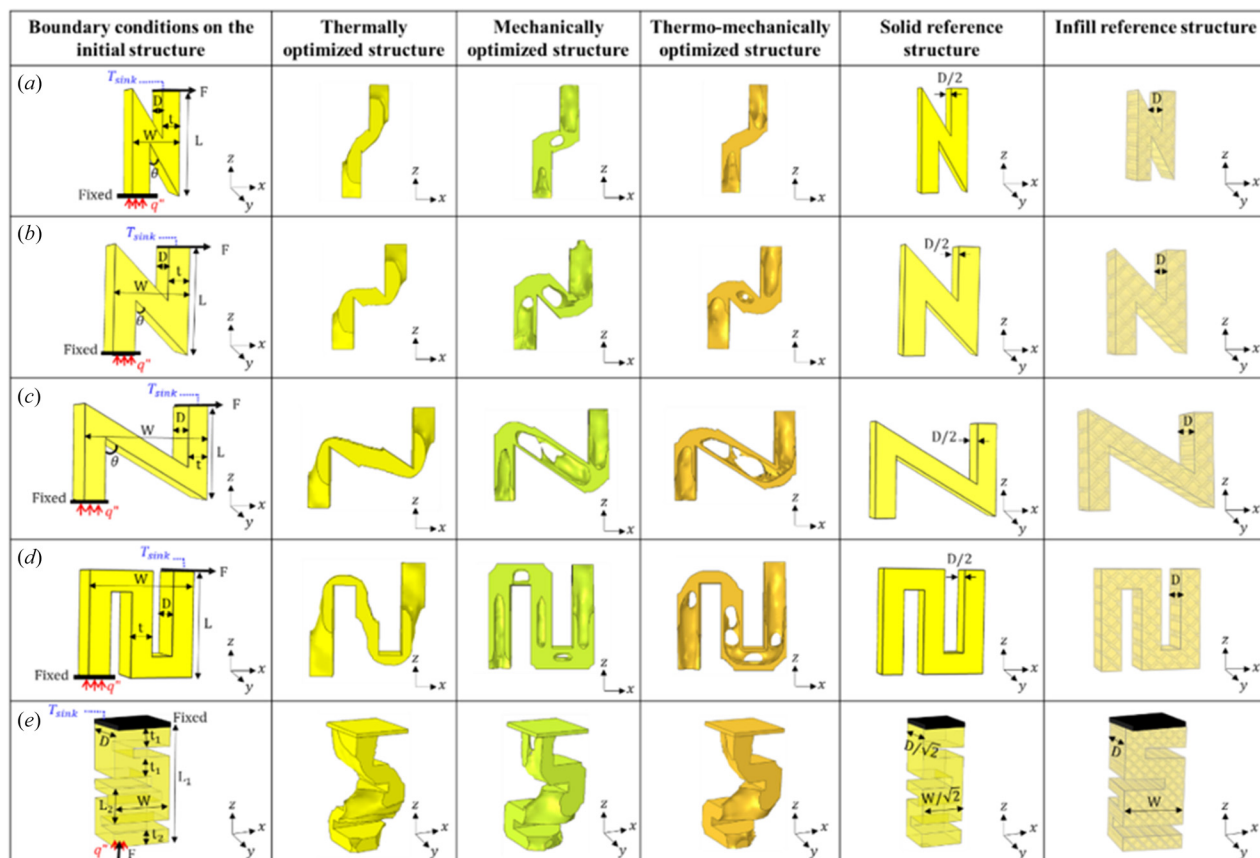 Boundary conditions on the
initial structure
Thermally
optimized structure
Mechanically
optimized structure
Thermo-mechanically
optimized structure
Solid reference
structure
Infill reference structure
(a)
T_sink
F
D
t
W
L
θ
Fixed
q"
z
x
y
z
x
z
x
z
x
D/2
z
x
y
D
z
x
y
(b)
T_sink
F
D
t
W
L
θ
Fixed
q"
z
x
y
z
x
z
x
z
x
D/2
z
x
y
D
z
x
y
(c)
T_sink
F
D
W
L
t
θ
Fixed
q"
z
x
y
z
x
z
x
z
x
D/2
z
x
y
D
z
x
y
(d)
T_sink
F
W
D
L
t
Fixed
q"
z
x
y
z
x
z
x
z
x
D/2
z
x
y
D
z
x
y
(e)
T_sink
Fixed
D
t₁
t₁
L₁
L₂
W
t₂
q"
F
z
x
y
z
x
y
z
x
y
z
x
y
D/√2
W/√2
z
x
y
D
W
z
x
y